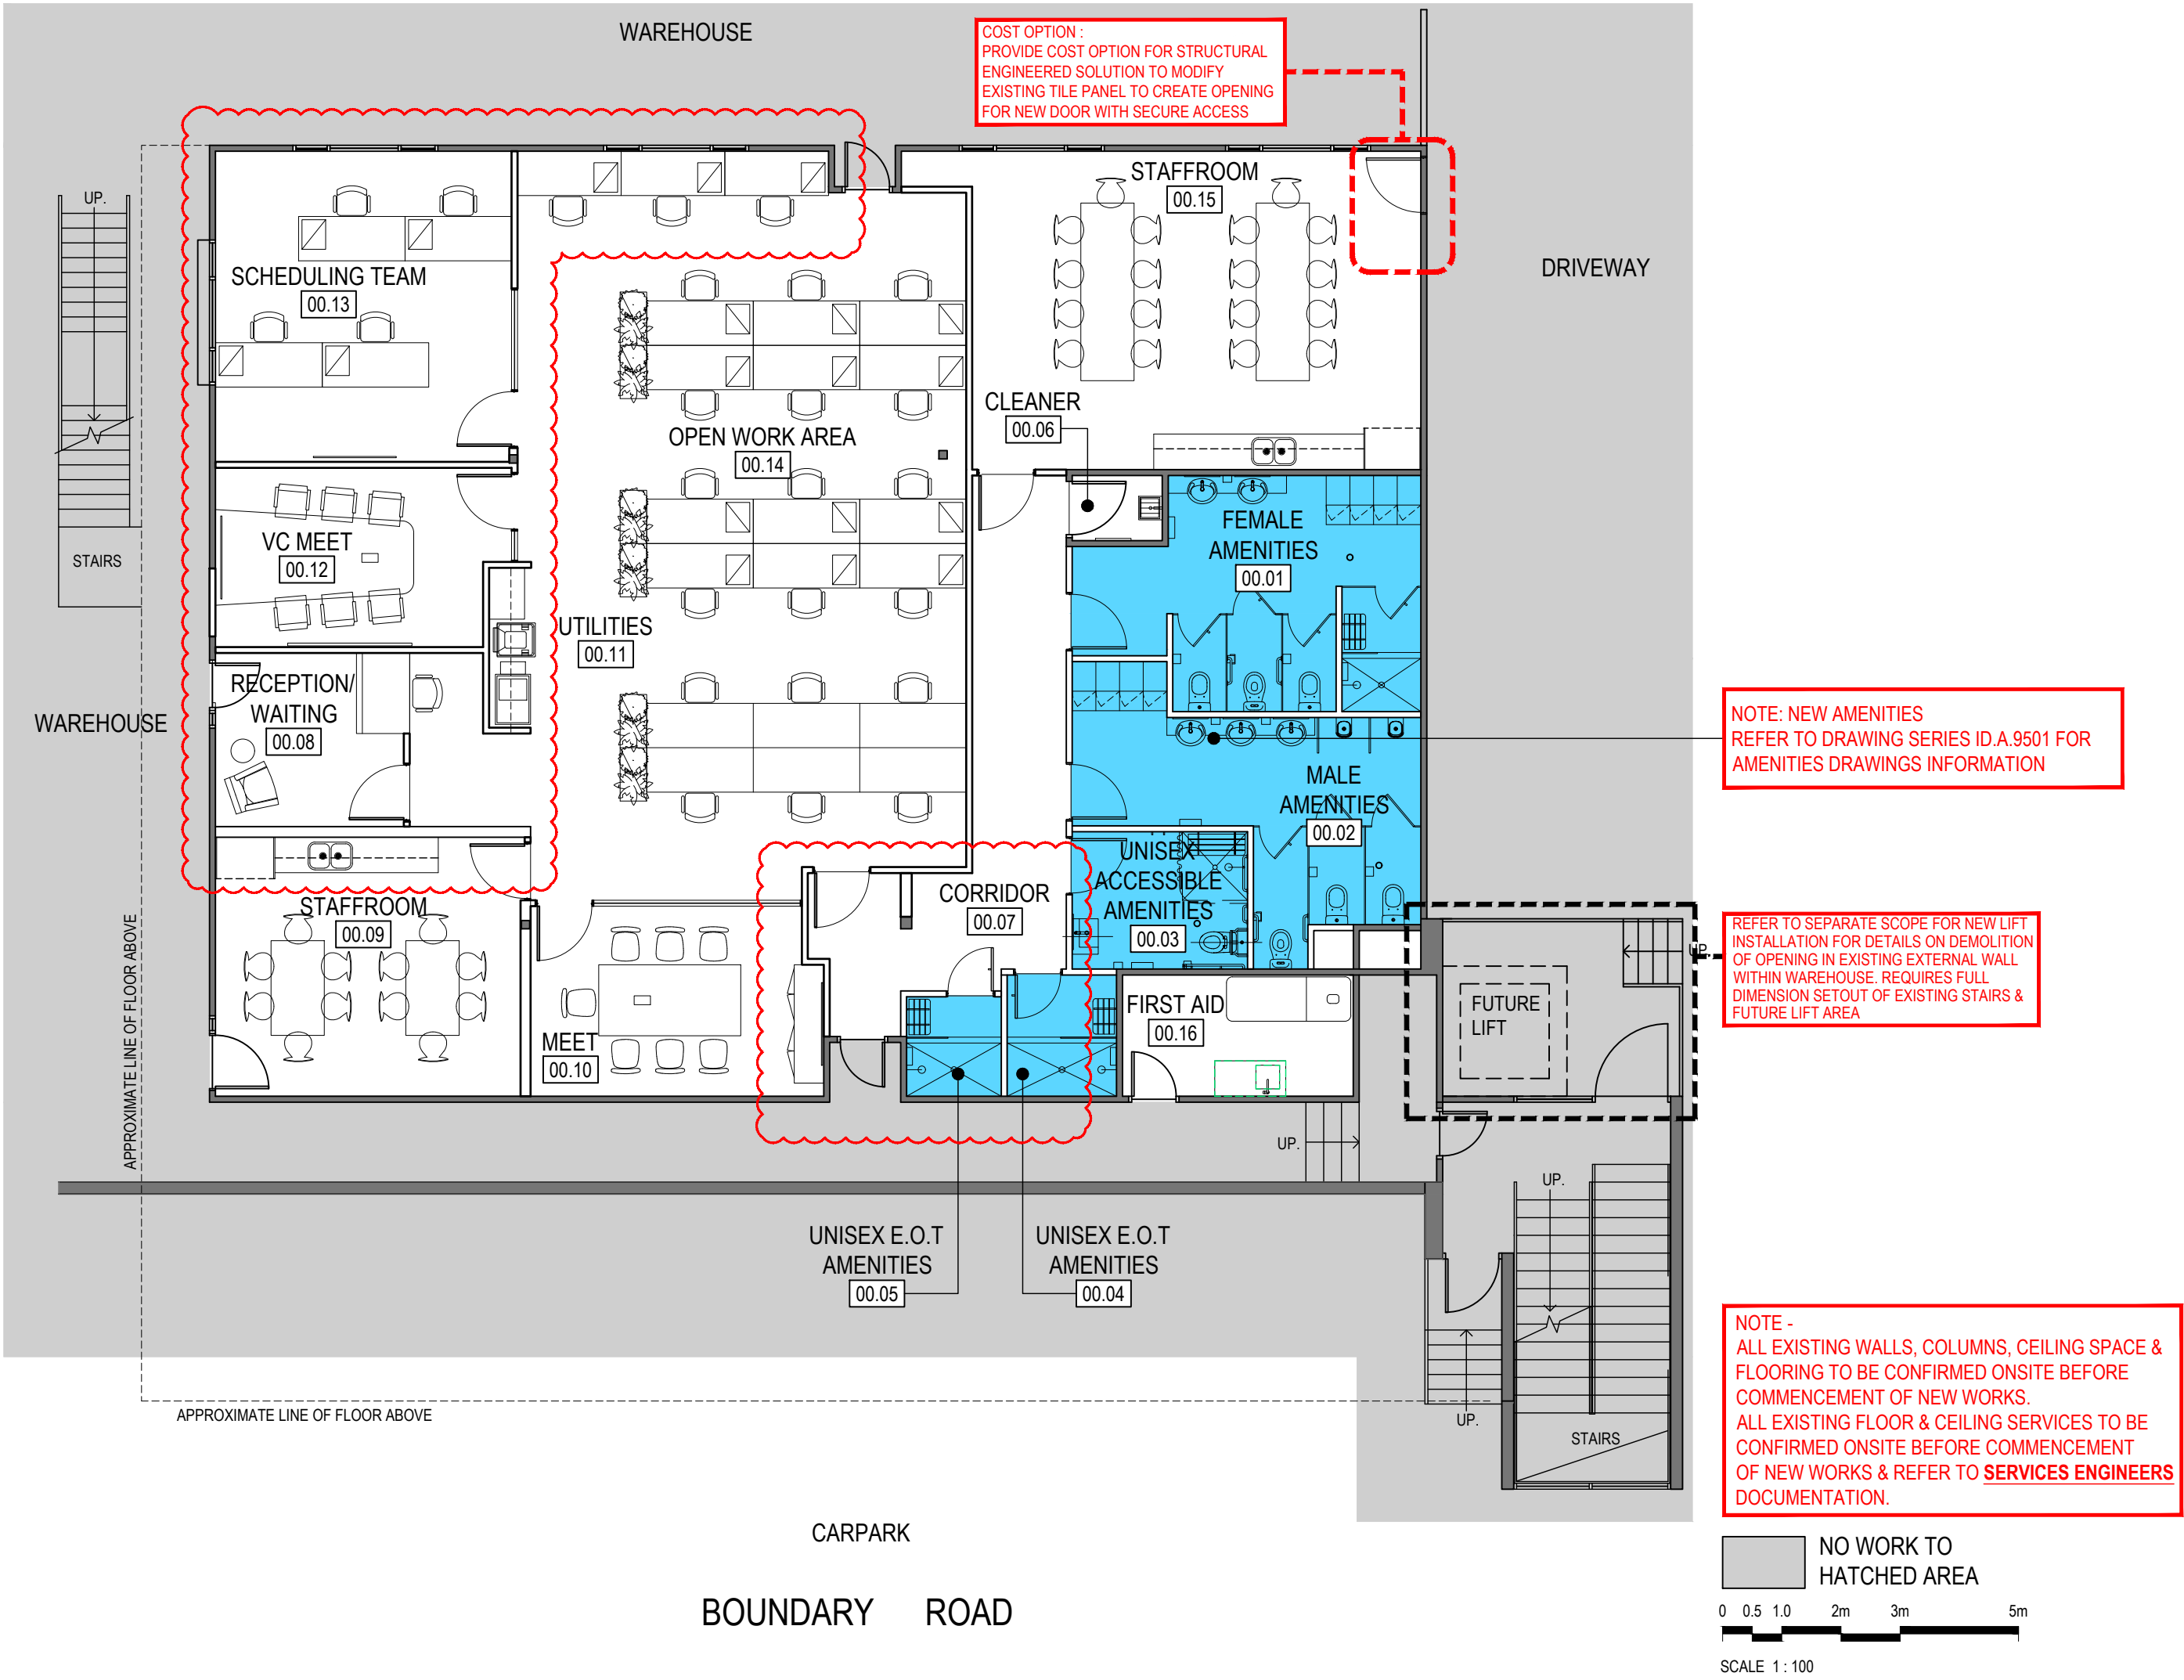 WAREHOUSE
COST OPTION :
PROVIDE COST OPTION FOR STRUCTURAL
ENGINEERED SOLUTION TO MODIFY
EXISTING TILE PANEL TO CREATE OPENING
FOR NEW DOOR WITH SECURE ACCESS
STAFFROOM
00.15
UP.
DRIVEWAY
SCHEDULING TEAM
00.13
CLEANER
00.06
OPEN WORK AREA
00.14
FEMALE
AMENITIES
00.01
VC MEET
00.12
STAIRS
UTILITIES
00.11
RECEPTION/
WAITING
00.08
WAREHOUSE
NOTE: NEW AMENITIES
REFER TO DRAWING SERIES ID.A.9501 FOR
AMENITIES DRAWINGS INFORMATION
MALE
AMENITIES
00.02
UNISEX
ACCESSIBLE
AMENITIES
00.03
CORRIDOR
00.07
STAFFROOM
00.09
REFER TO SEPARATE SCOPE FOR NEW LIFT
INSTALLATION FOR DETAILS ON DEMOLITION
OF OPENING IN EXISTING EXTERNAL WALL
WITHIN WAREHOUSE. REQUIRES FULL
DIMENSION SETOUT OF EXISTING STAIRS &
FUTURE LIFT AREA
UP.
FUTURE
LIFT
FIRST AID
00.16
MEET
00.10
APPROXIMATE LINE OF FLOOR ABOVE
UP.
UP.
UNISEX E.O.T
AMENITIES
00.05
UNISEX E.O.T
AMENITIES
00.04
NOTE -
ALL EXISTING WALLS, COLUMNS, CEILING SPACE &
FLOORING TO BE CONFIRMED ONSITE BEFORE
COMMENCEMENT OF NEW WORKS.
ALL EXISTING FLOOR & CEILING SERVICES TO BE
CONFIRMED ONSITE BEFORE COMMENCEMENT
OF NEW WORKS & REFER TO SERVICES ENGINEERS
DOCUMENTATION.
APPROXIMATE LINE OF FLOOR ABOVE
UP.
STAIRS
CARPARK
BOUNDARY ROAD
NO WORK TO
HATCHED AREA
0 0.5 1.0 2m 3m 5m
SCALE 1 : 100